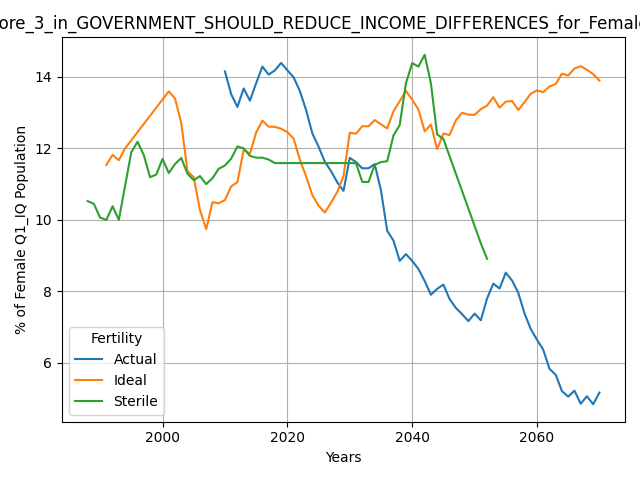 ore_3_in_GOVERNMENT_SHOULD_REDUCE_INCOME_DIFFERENCES_for_Female
% of Female Q1_IQ Population
14
12
10
8
6
Fertility
Actual
Ideal
Sterile
2000 2020 2040 2060
Years